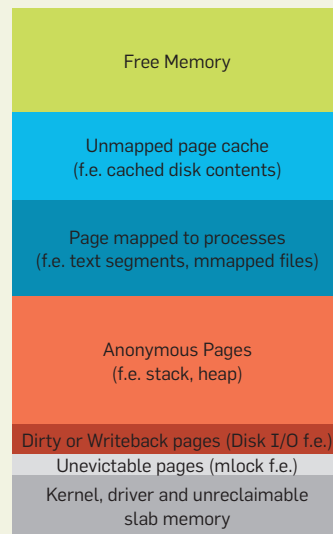 Free Memory
Unmapped page cache
(f.e. cached disk contents)
Page mapped to processes
(f.e. text segments, mmapped files)
Anonymous Pages
(f.e. stack, heap)
Dirty or Writeback pages (Disk I/O f.e.)
Unevictable pages (mlock f.e.)
Kernel, driver and unreclaimable
slab memory